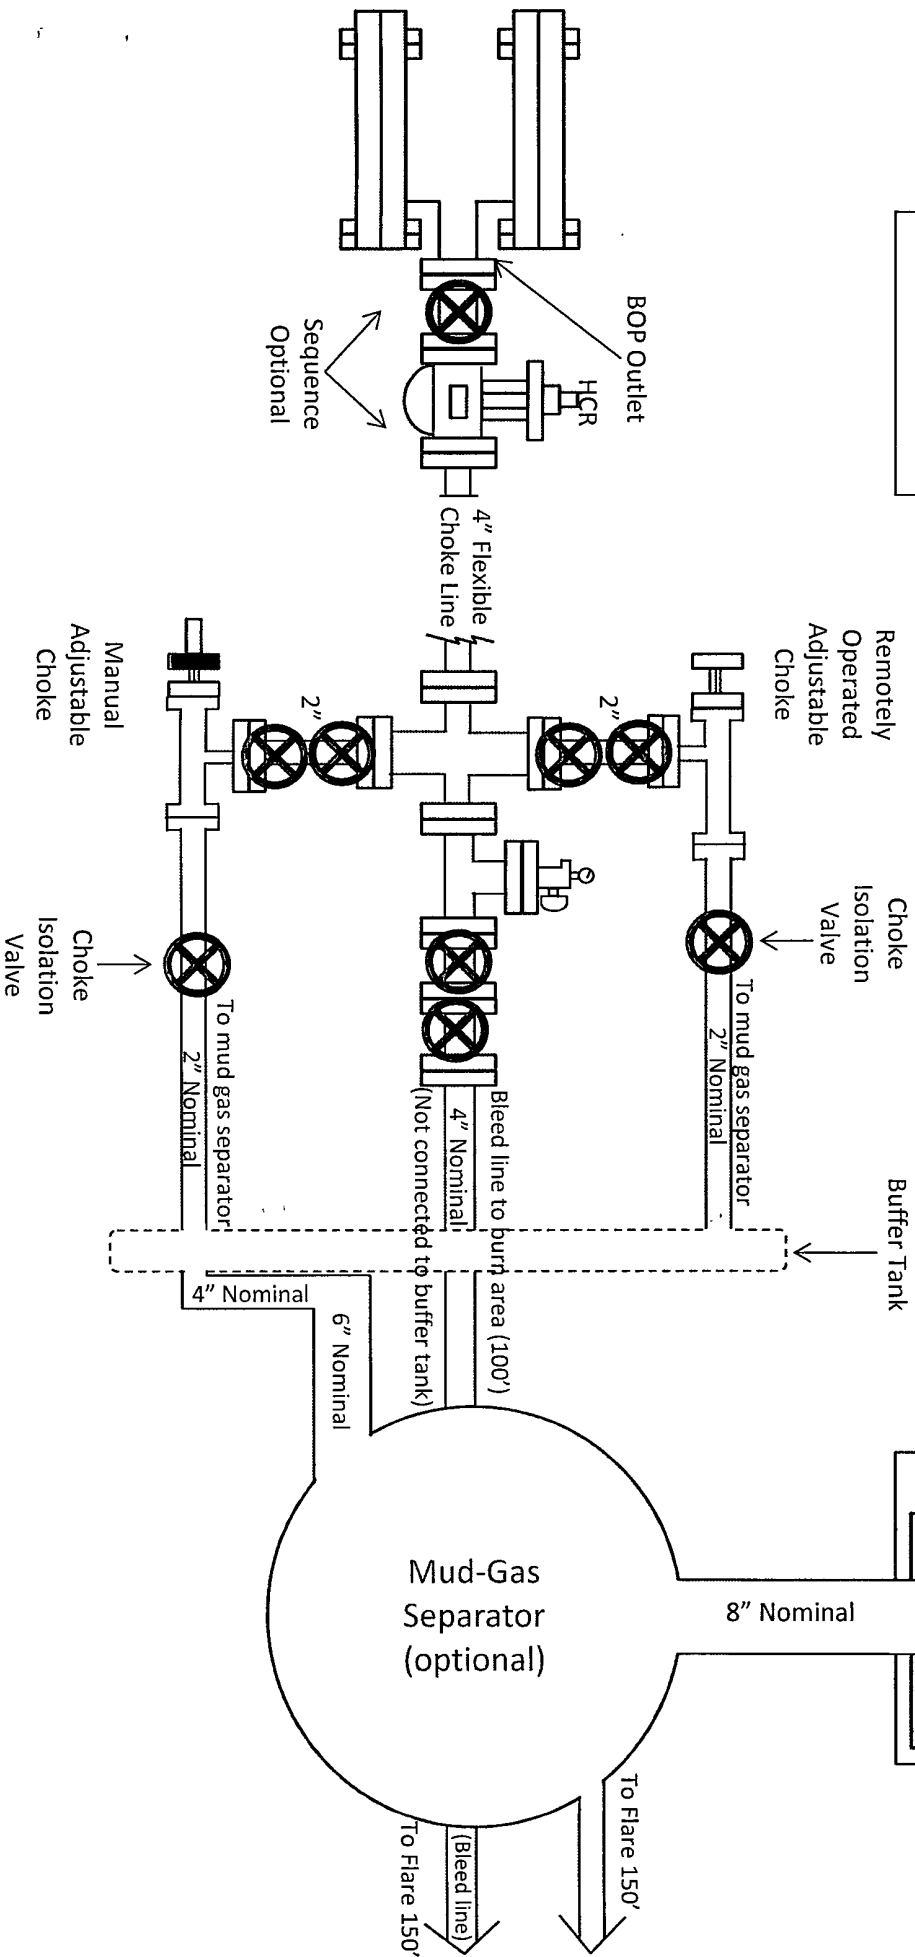 BOP Outlet
HCR
Sequence
Optional
4” Flexible
Choke Line
Remotely
Operated
Adjustable
Choke
2”
2”
Manual
Adjustable
Choke
Choke
Isolation
Valve
Choke
Isolation
Valve
To mud gas separator
2” Nominal
To mud gas separator
2” Nominal
Bleed line to burn area (100’)
4” Nominal
(Not connected to buffer tank)
Buffer Tank
4” Nominal
6” Nominal
Mud-Gas
Separator
(optional)
8” Nominal
To Flare 150’
(Bleed line)
To Flare 150’